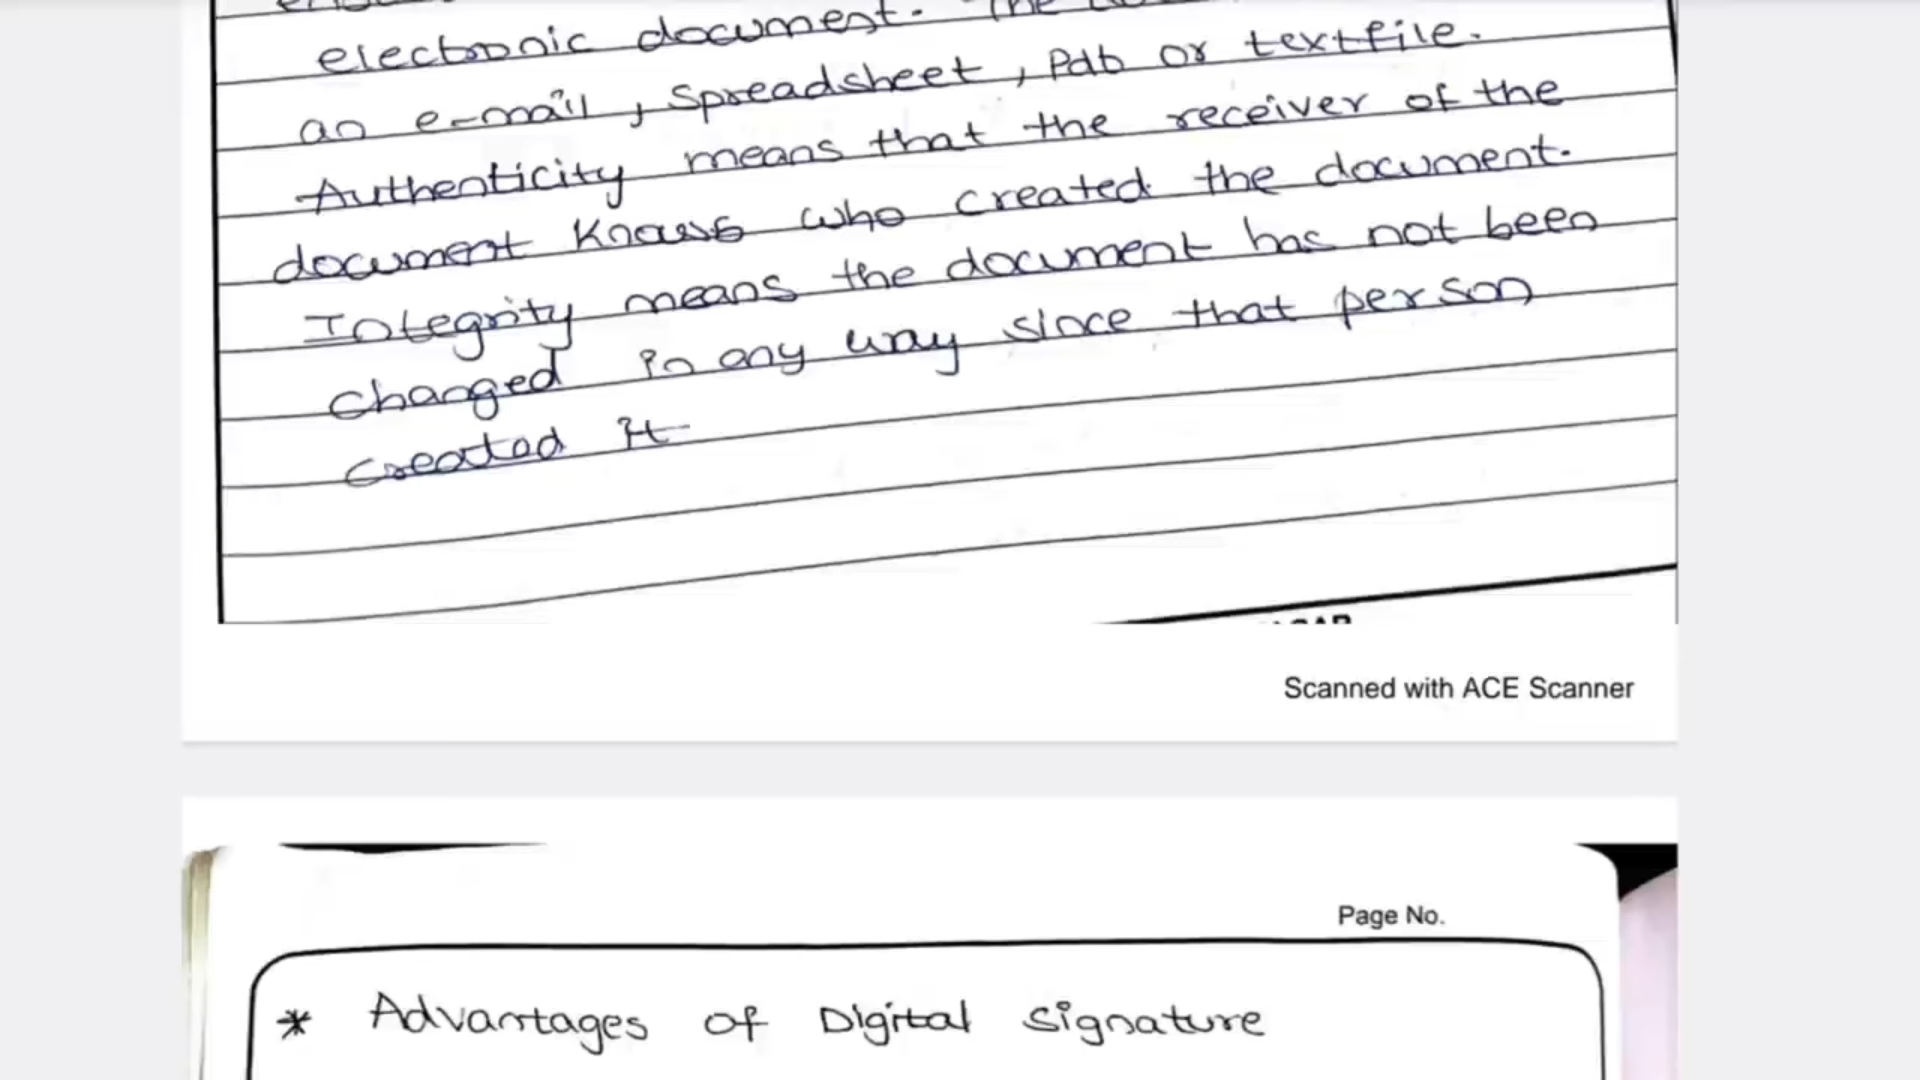 electronic document. The
an e-mail, Spreadsheet, Pdb or textfile.
Authenticity means that the receiver of the
document Knows who created the document.
Integrity means the document has not been
changed in any way since that person
created it
Scanned with ACE Scanner
Page No.
* Advantages of Digital Signature